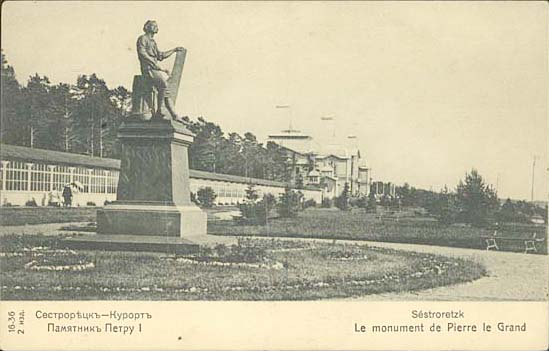 16-36
2 изд.
Сестрорѣцкъ—Курортъ
Памятникъ Петру I
Séstroretzk
Le monument de Pierre le Grand